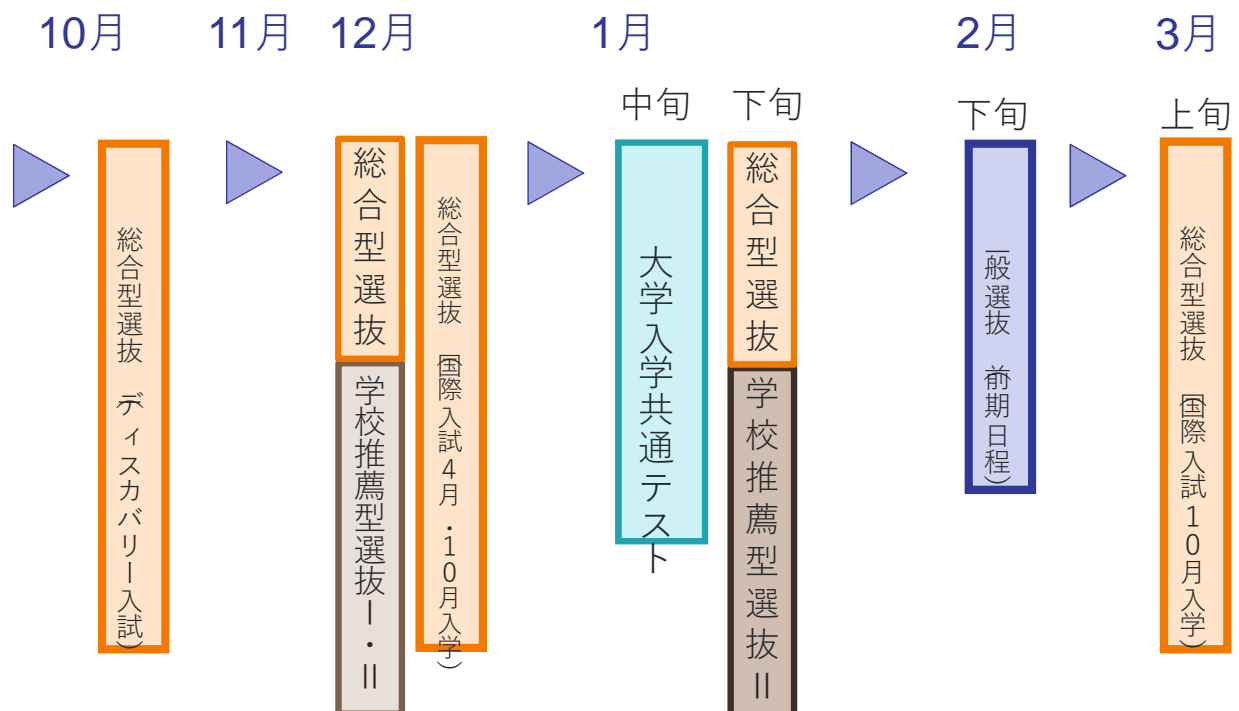 10月
11月
12月
1月
2月
3月
中旬
下旬
下旬
上旬
総合型選抜（ディスカバリー入試）
総合型選抜
学校推薦型選抜Ⅰ・Ⅱ
総合型選抜（国際入試4月・10月入学）
大学入学共通テスト
総合型選抜
学校推薦型選抜Ⅱ
一般選抜（前期日程）
総合型選抜（国際入試10月入学）